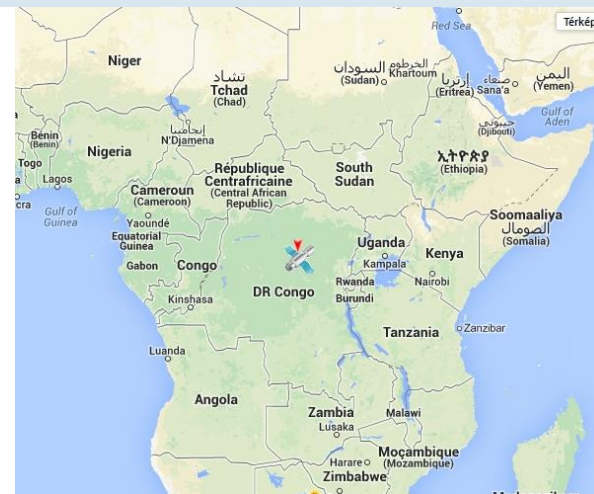 Red Sea
Térkép
Niger
تشاد
Tchad
(Chad)
السودان
(Sudan)
الخرطوم
Khartoum
إرتريا
(Eritrea)
صنعاء
Sana'a
اليمن
(Yemen)
Gulf of
Aden
جيبوتي
(Djibouti)
إنجامينا
N'Djamena
Bénin
(Benin)
Nigeria
Togo
Lagos
cra
Gulf of
Guinea
Cameroun
(Cameroon)
République
Centrafricaine
(Central African
Republic)
South
Sudan
ኢትዮጵያ
(Ethiopia)
Soomaaliya
الصومال
(Somalia)
Yaoundé
Equatorial
Guinea
Gabon
Congo
Uganda
Kampala
Kenya
Nairobi
DR Congo
Rwanda
Burundi
Kinshasa
Tanzania
Zanzibar
Luanda
Angola
Zambia
Lusaka
Malawi
Moçambique
(Mozambique)
Harare
Zimbabwe